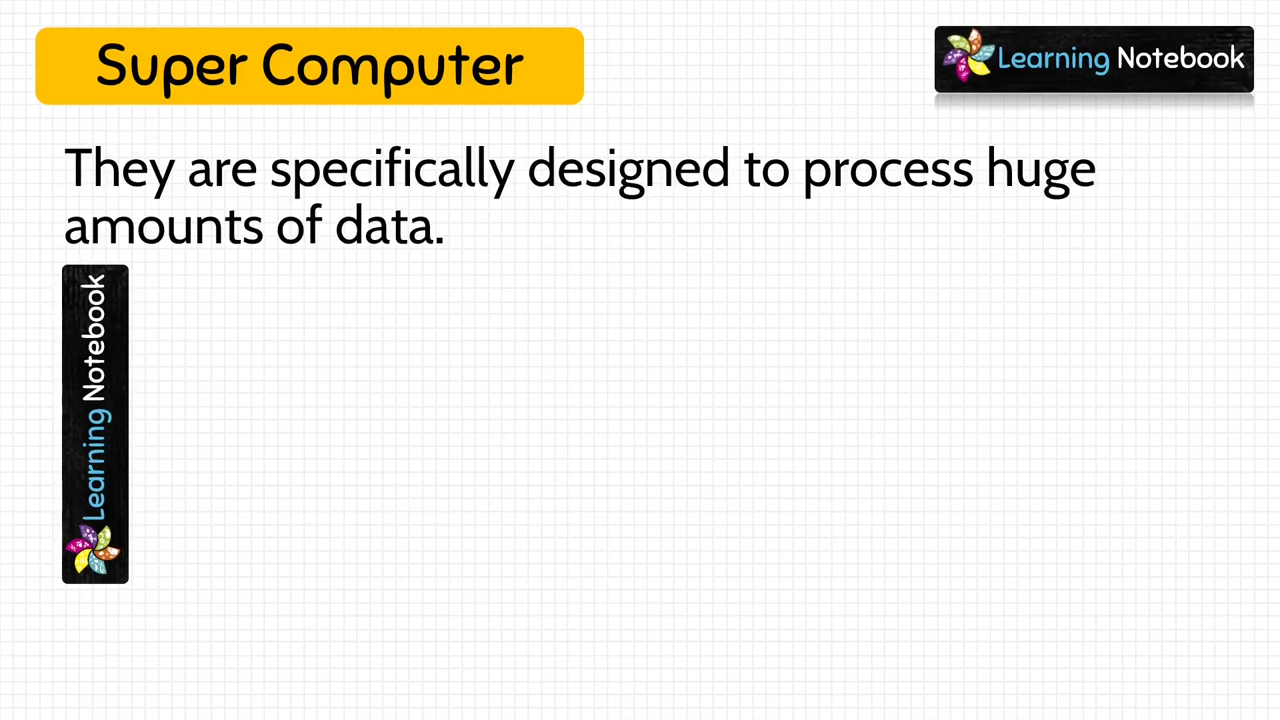 Super Computer
Learning Notebook
They are specifically designed to process huge
amounts of data.
Learning Notebook